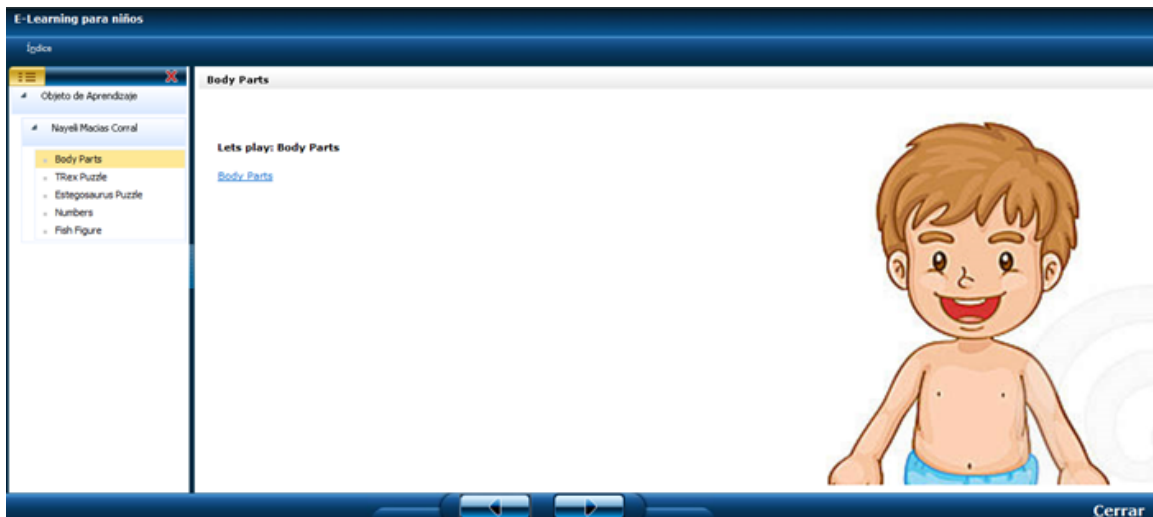 E-Learning para niños
Índice
Objeto de Aprendizaje
Nayeli Macias Corral
Body Parts
TRex Puzzle
Estegosaurus Puzzle
Numbers
Fish Figure
Body Parts
Lets play: Body Parts
Body Parts
Cerrar